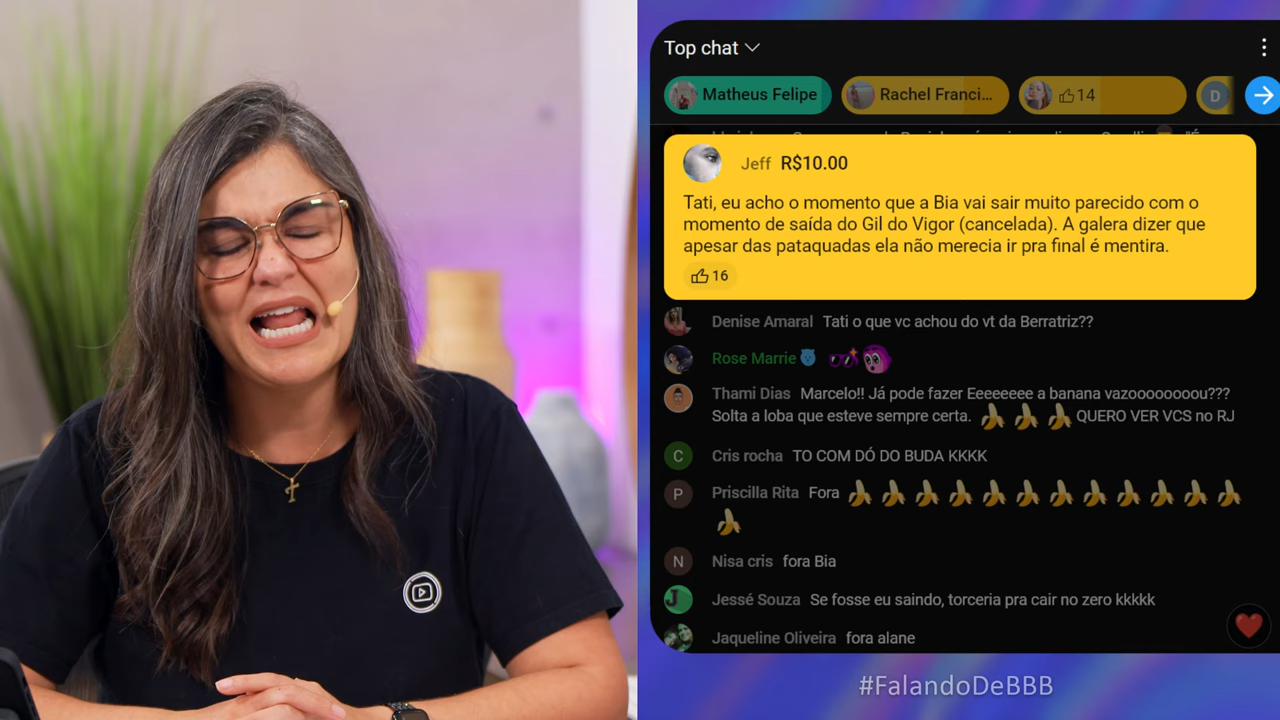 Top chat
Matheus Felipe
Rachel Franci...
14
D
Jeff R$10.00
Tati, eu acho o momento que a Bia vai sair muito parecido com o
momento de saída do Gil do Vigor (cancelada). A galera dizer que
apesar das pataquadas ela não merecia ir pra final é mentira.
16
Denise Amaral Tati o que vc achou do vt da Berratriz??
Rose Marrie
Thami Dias Marcelo!! Já pode fazer Eeeeeeee a banana vazooooooou???
Solta a loba que esteve sempre certa. QUERO VER VCS no RJ
C Cris rocha TO COM DÓ DO BUDA KKKK
P Priscilla Rita Fora
N Nisa cris fora Bia
J Jessé Souza Se fosse eu saindo, torceria pra cair no zero kkkkk
Jaqueline Oliveira fora alane
#FalandoDeBBB